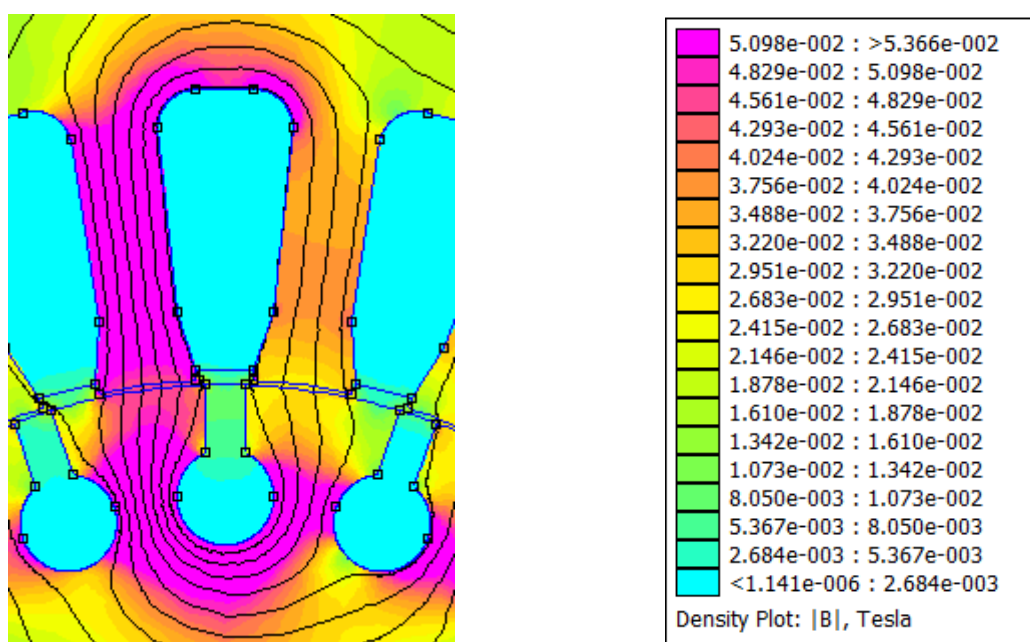 5.098e-002 : >5.366e-002
4.829e-002 : 5.098e-002
4.561e-002 : 4.829e-002
4.293e-002 : 4.561e-002
4.024e-002 : 4.293e-002
3.756e-002 : 4.024e-002
3.488e-002 : 3.756e-002
3.220e-002 : 3.488e-002
2.951e-002 : 3.220e-002
2.683e-002 : 2.951e-002
2.415e-002 : 2.683e-002
2.146e-002 : 2.415e-002
1.878e-002 : 2.146e-002
1.610e-002 : 1.878e-002
1.342e-002 : 1.610e-002
1.073e-002 : 1.342e-002
8.050e-003 : 1.073e-002
5.367e-003 : 8.050e-003
2.684e-003 : 5.367e-003
<1.141e-006 : 2.684e-003
Density Plot: |B|, Tesla